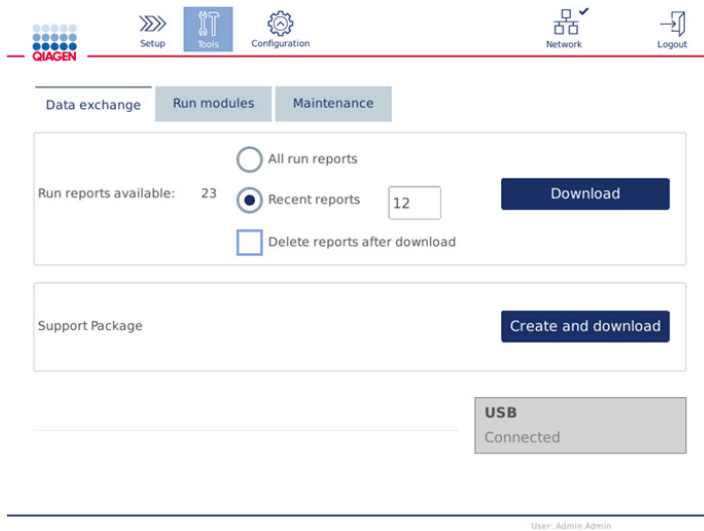 QIAGEN
Setup
Tools
Configuration
Network
Logout
Data exchange
Run modules
Maintenance
All run reports
Run reports available: 23
Recent reports 12
Download
Delete reports after download
Support Package
Create and download
USB
Connected
User: Admin Admin